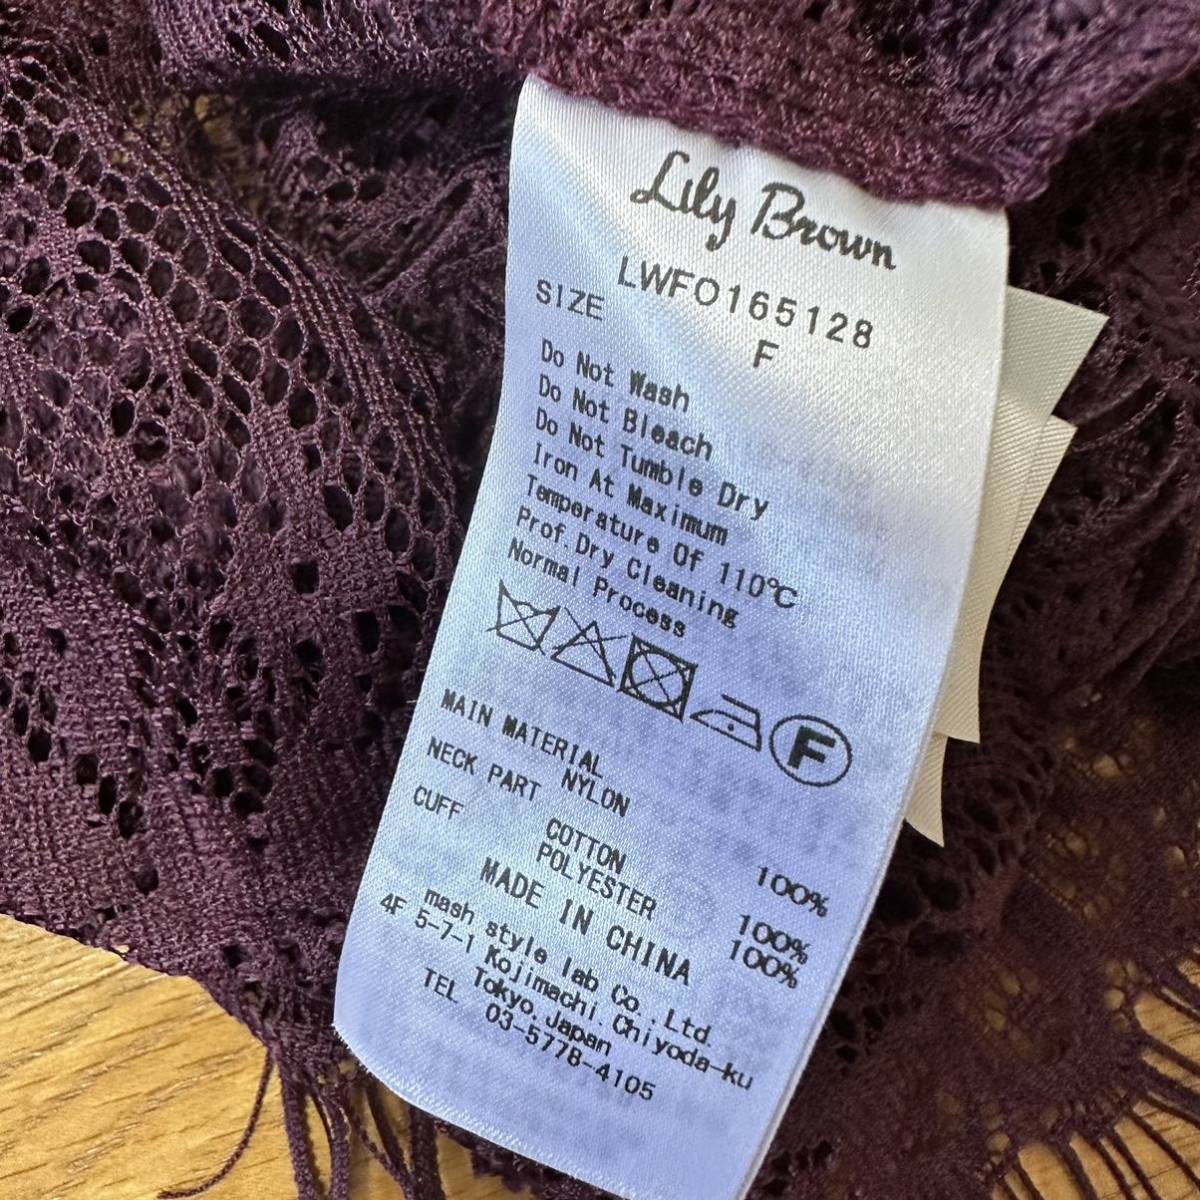 Lily Brown
LWFO165128
SIZE F
Do Not Wash
Do Not Bleach
Do Not Tumble Dry
Iron At Maximum
Temperature Of 110℃
Prof.Dry Cleaning
Normal Process
F
MAIN MATERIAL
NYLON 100%
NECK PART
COTTON 100%
CUFF
POLYESTER 100%
MADE IN CHINA
mash style lab Co.,Ltd.
4F 5-7-1 Kojimachi.Chiyoda-ku
Tokyo.Japan
TEL 03-5778-4105